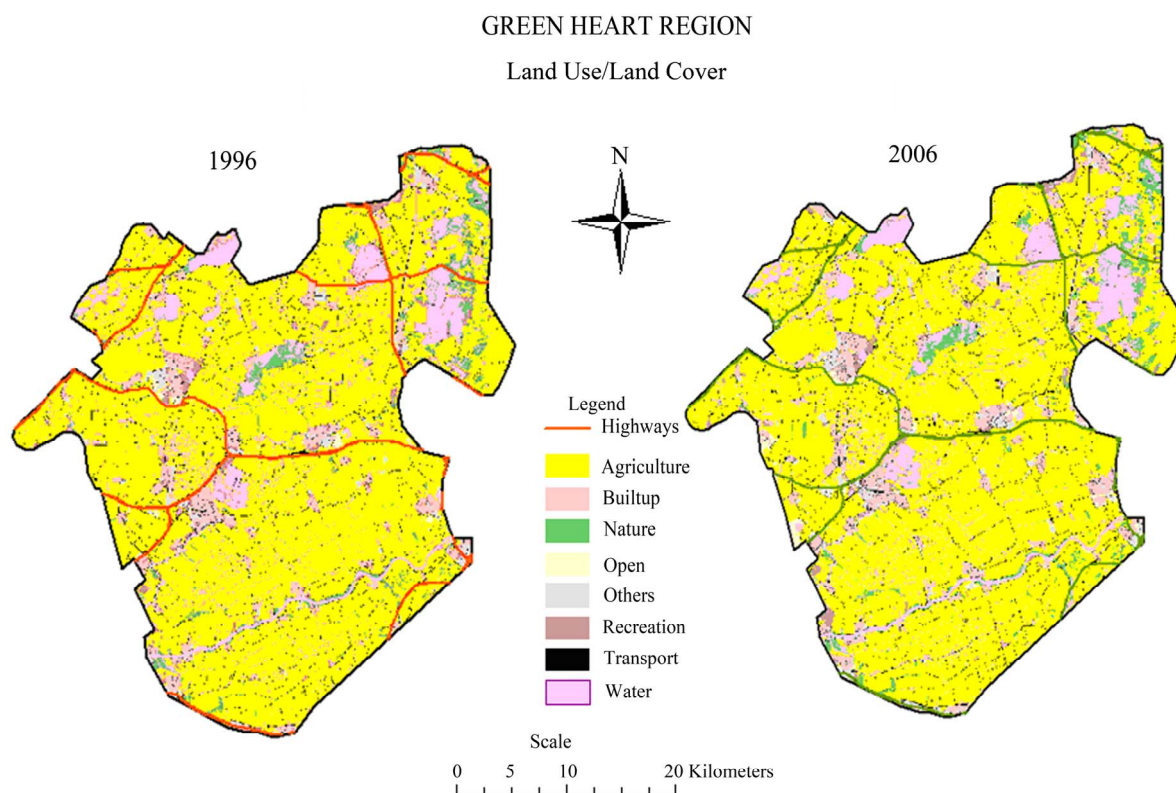 GREEN HEART REGION
Land Use/Land Cover
1996
N
2006
Legend
Highways
Agriculture
Builtup
Nature
Open
Others
Recreation
Transport
Water
Scale
0 5 10 20 Kilometers